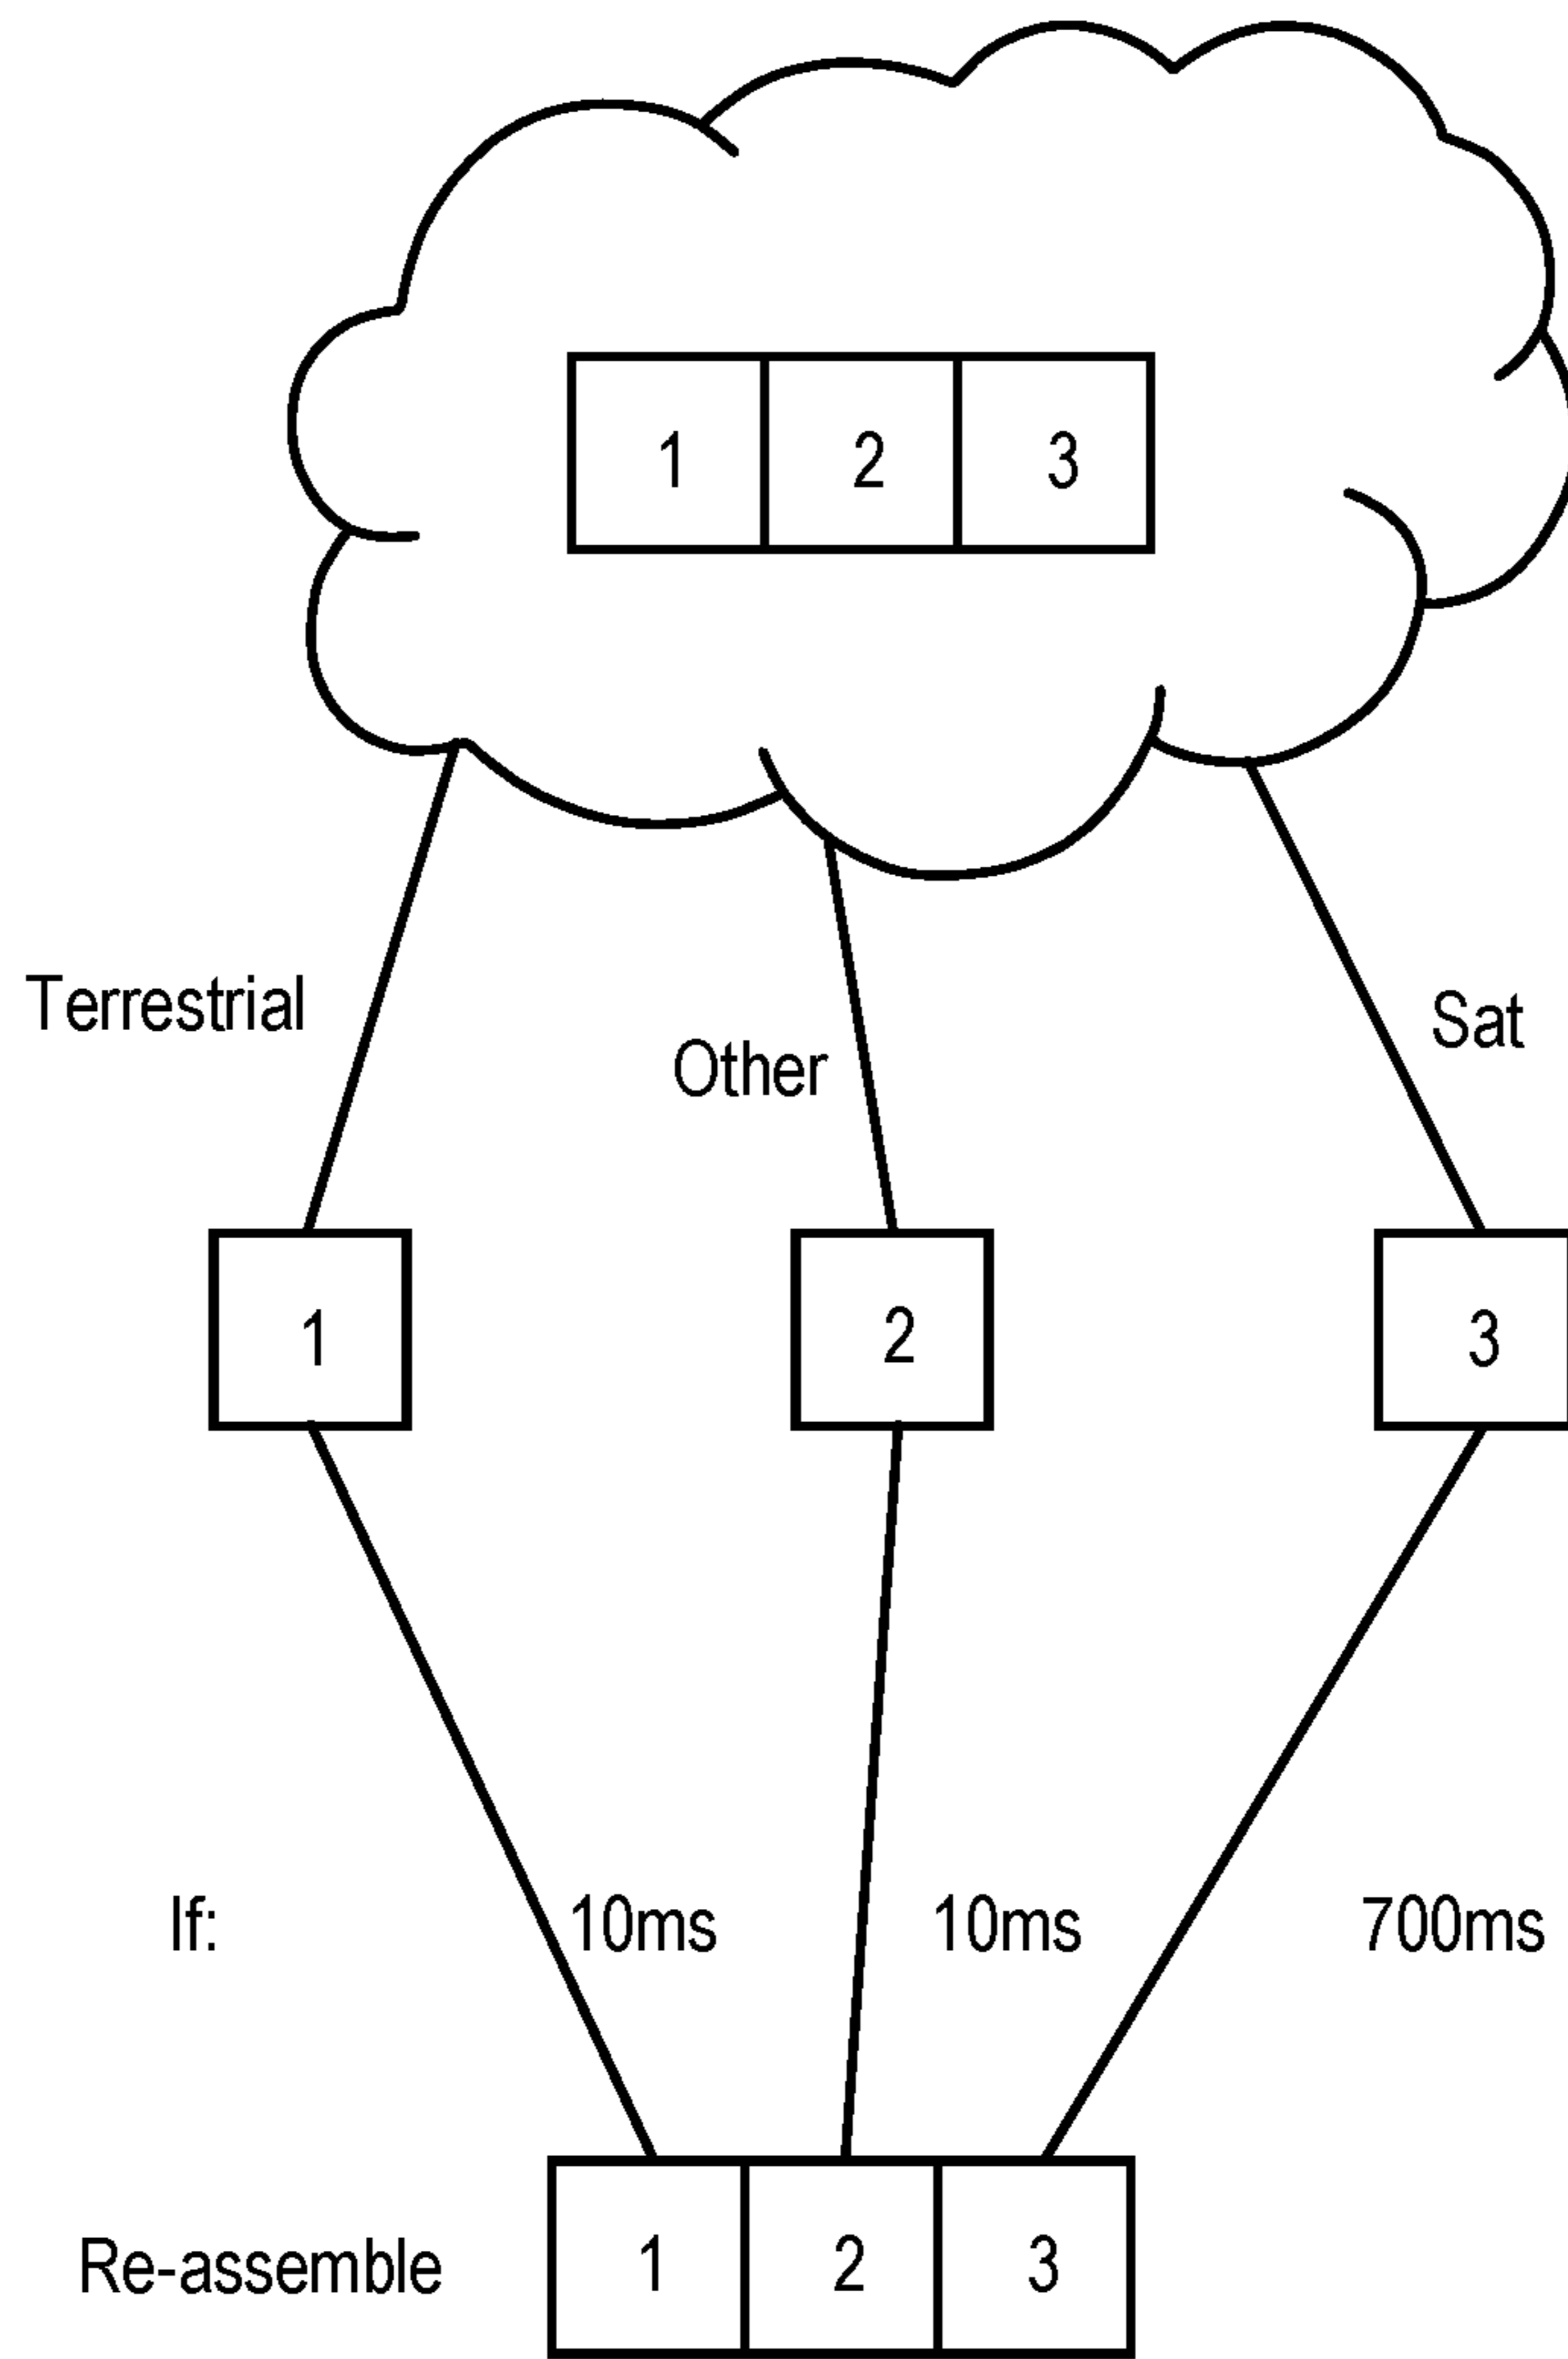 1 2 3
Terrestrial
Other
Sat
1 2 3
If: 10ms 10ms 700ms
Re-assemble 1 2 3